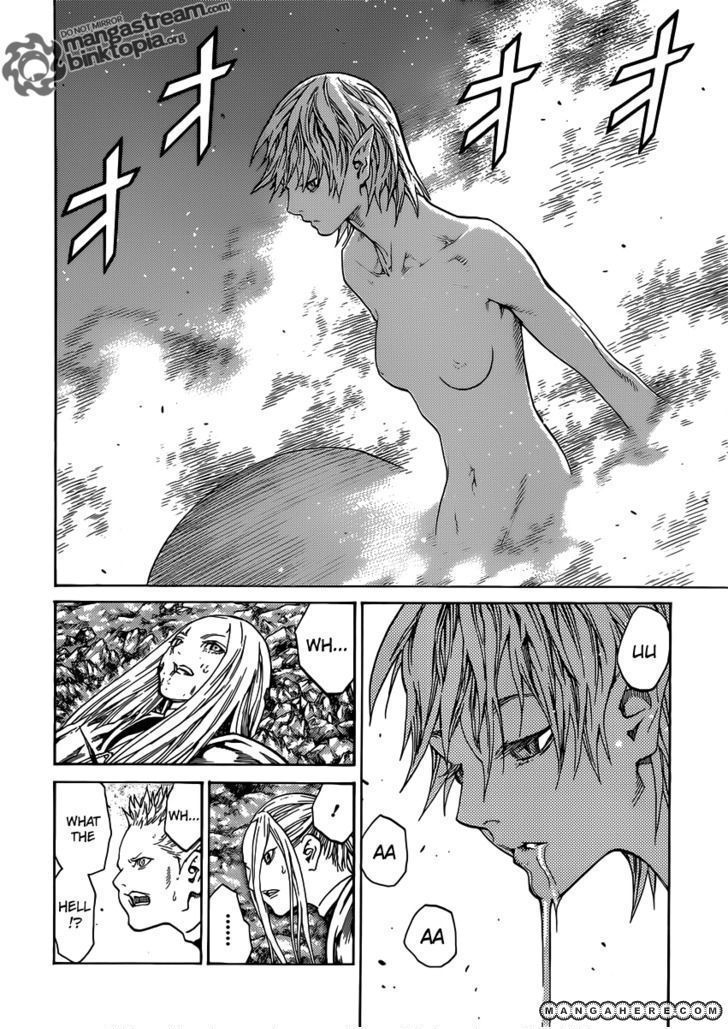 DO NOT MIRROR
mangastream.com
binktopia.org
オ
オ
オ
オ
UU
AA
AA
WH...
!
.......
WH...
WHAT
THE
HELL
!?
MANGAHERE.COM